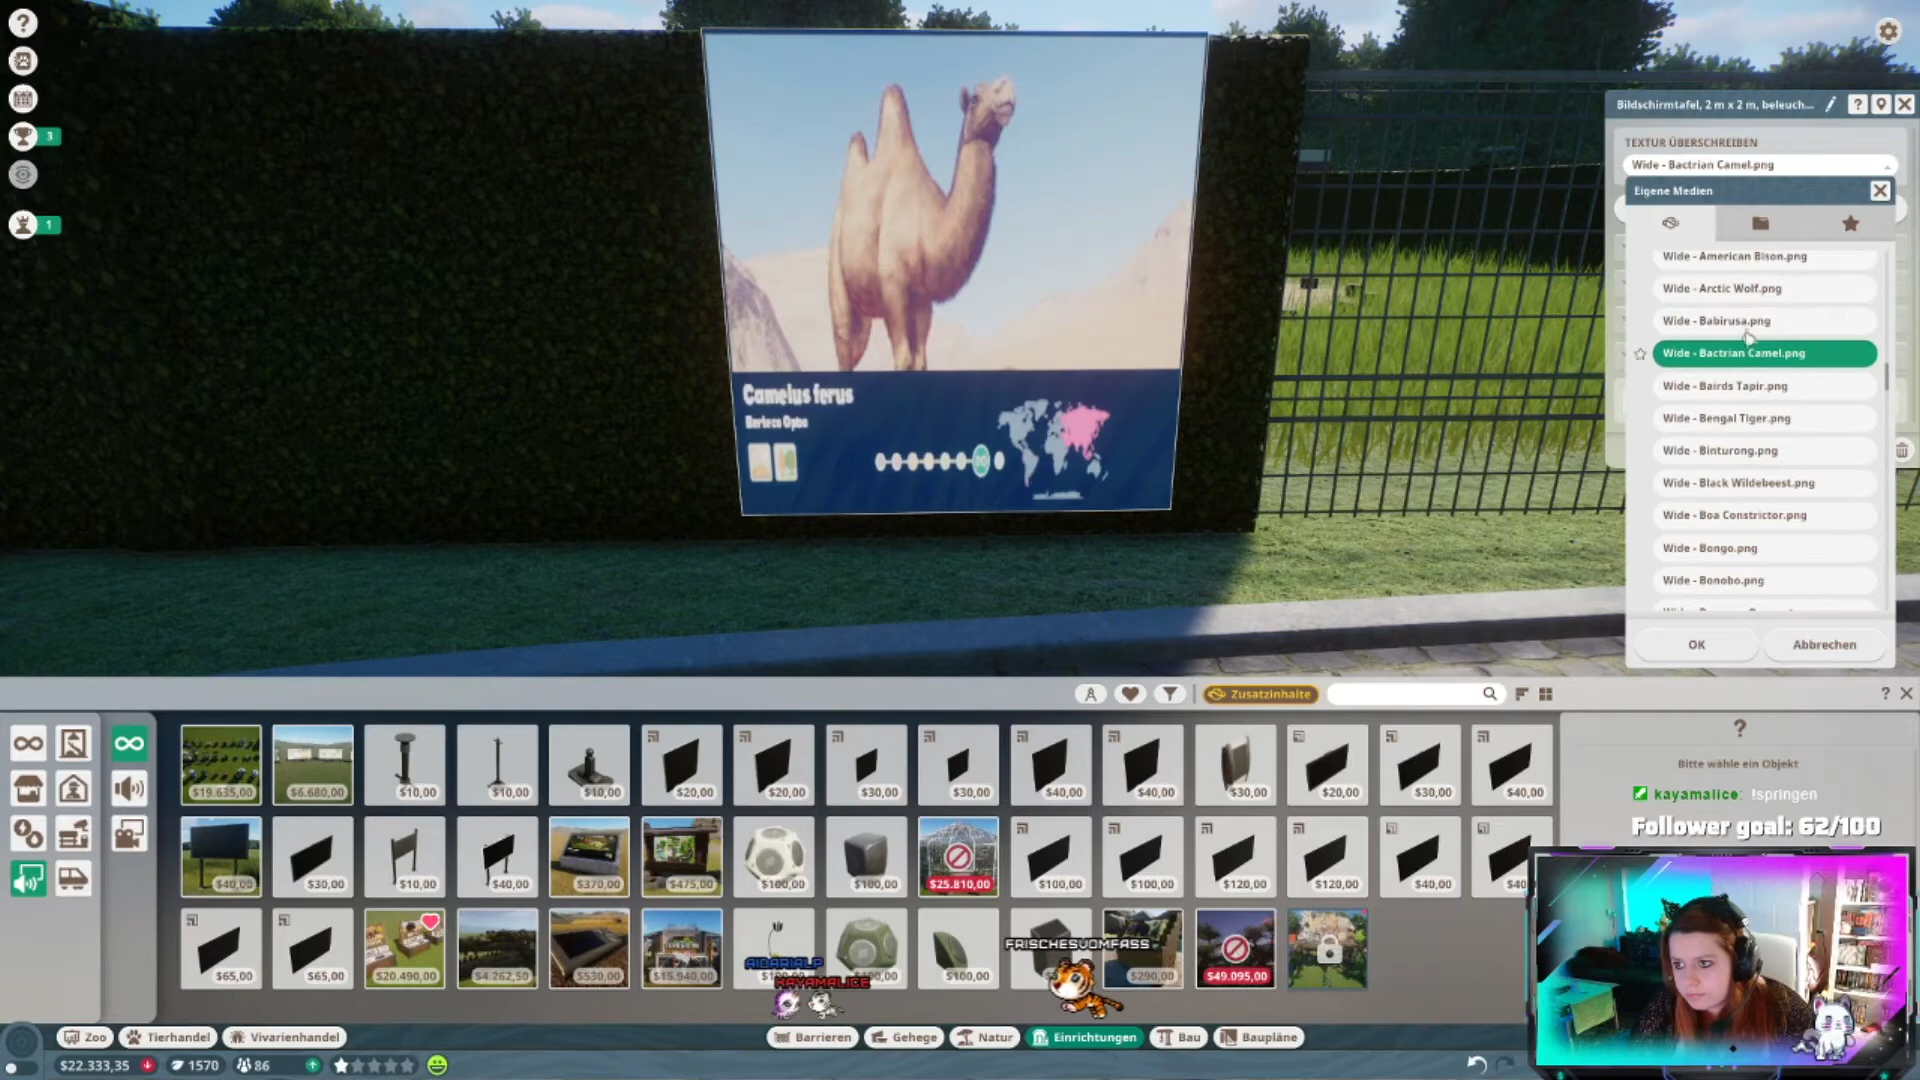 Bildschirmtafel, 2 m x 2 m, beleuch...
TEXTUR ÜBERSCHREIBEN
Wide - Bactrian Camel.png
Eigene Medien
Wide - American Bison.png
Wide - Arctic Wolf.png
Wide - Babirusa.png
Wide - Bactrian Camel.png
Wide - Bairds Tapir.png
Wide - Bengal Tiger.png
Wide - Binturong.png
Wide - Black Wildebeest.png
Wide - Boa Constrictor.png
Wide - Bongo.png
Wide - Bonobo.png
OK
Abbrechen
3
1
Camelus ferus
Zusatzinhalte
$19.635,00
$6.680,00
$10,00
$10,00
$10,00
$20,00
$20,00
$30,00
$30,00
$40,00
$40,00
$30,00
$20,00
$30,00
$40,00
$40,00
$30,00
$10,00
$40,00
$370,00
$475,00
$100,00
$100,00
$25.810,00
$100,00
$100,00
$120,00
$120,00
$40,00
$65,00
$65,00
$20.490,00
$4.262,50
$530,00
$15.940,00
$100,00
$290,00
$49.095,00
AIDARIALP
KAYAMALICE
FRISCHESVOMFASS
Bitte wähle ein Objekt
kayamalice: !springen
Follower goal: 62/100
Zoo
Tierhandel
Vivarienhandel
Barrieren
Gehege
Natur
Einrichtungen
Bau
Baupläne
$22.333,35
1570
86